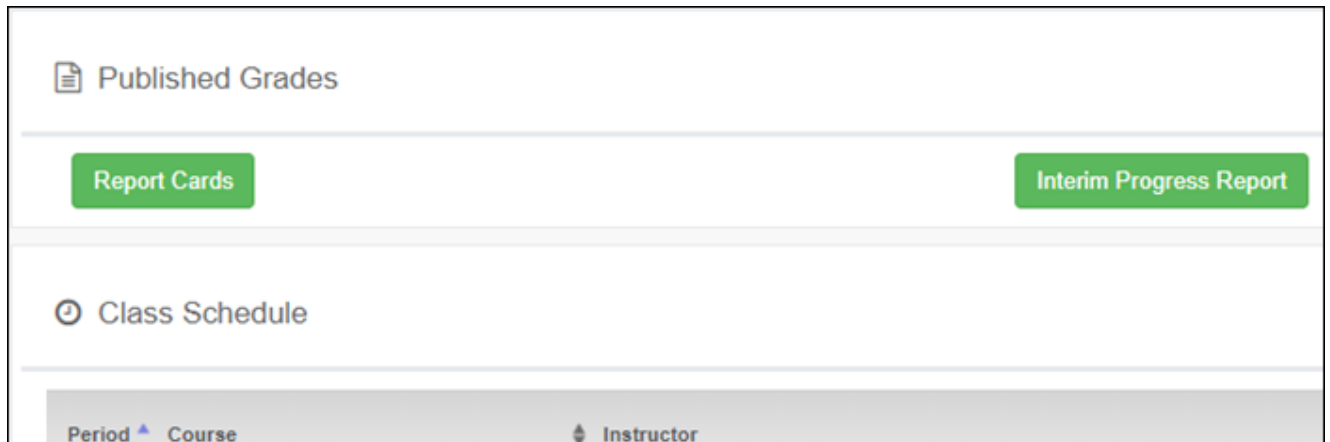 Published Grades
Report Cards Interim Progress Report
Class Schedule
Period Course Instructor